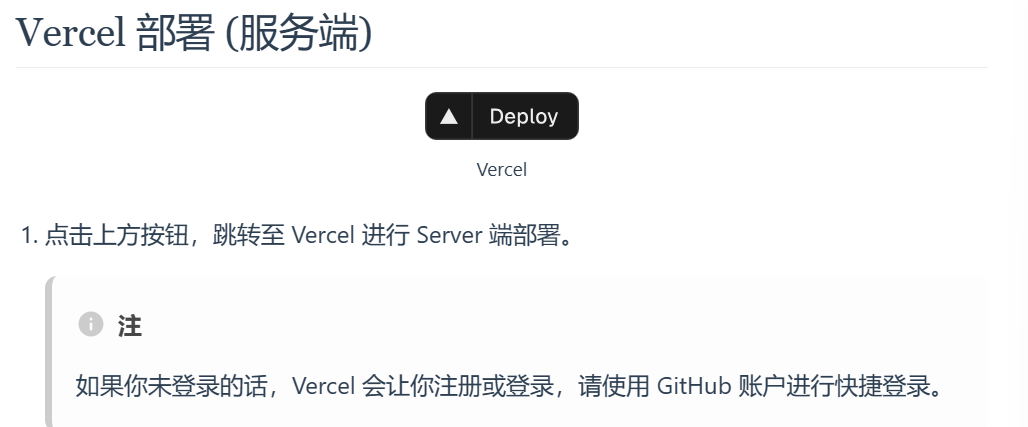 Vercel 部署 (服务端)
Deploy
Vercel
1. 点击上方按钮，跳转至 Vercel 进行 Server 端部署。
注
如果你未登录的话，Vercel 会让你注册或登录，请使用 GitHub 账户进行快捷登录。